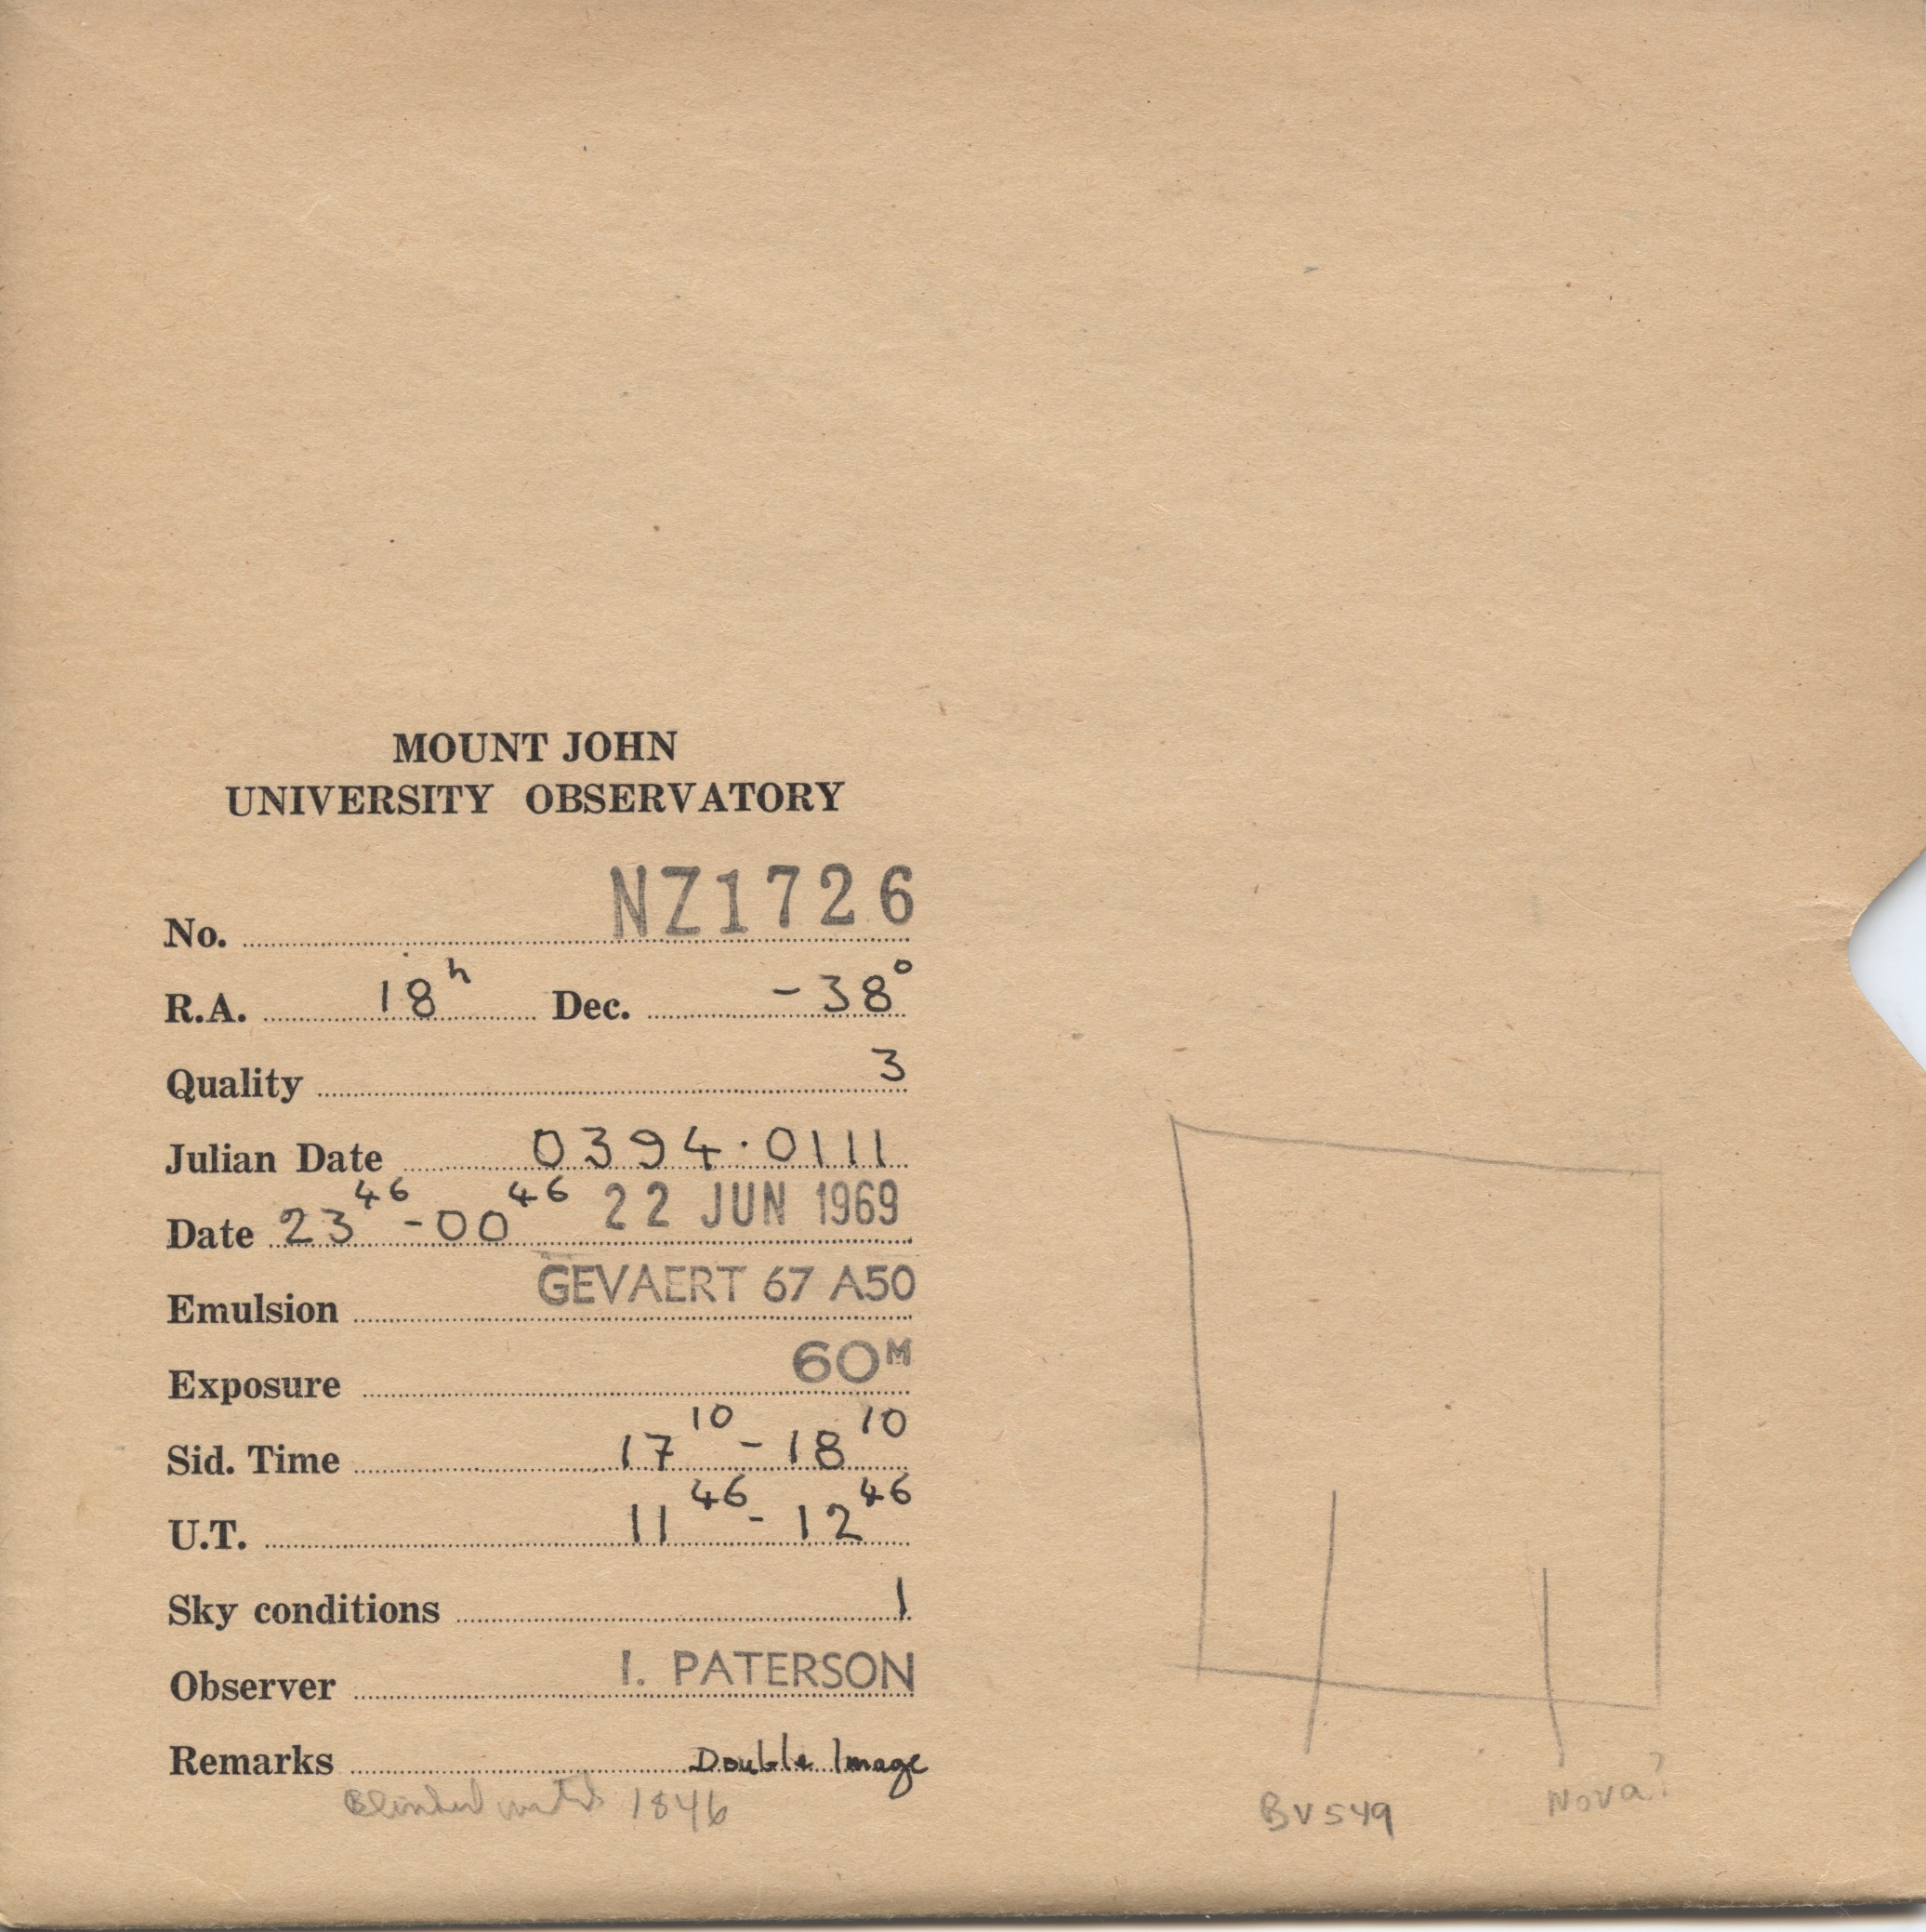 MOUNT JOHN
UNIVERSITY OBSERVATORY
No. NZ1726
R.A. 18h Dec. -38°
Quality 3
Julian Date 0394.0111
Date 23 46 - 00 46 22 JUN 1969
Emulsion GEVAERT 67 A50
Exposure 60M
Sid. Time 17 10 - 18 10
U.T. 11 46 - 12 46
Sky conditions 1
Observer I. PATERSON
Remarks Double Image
Blinked with 1846
BV549
Nova?